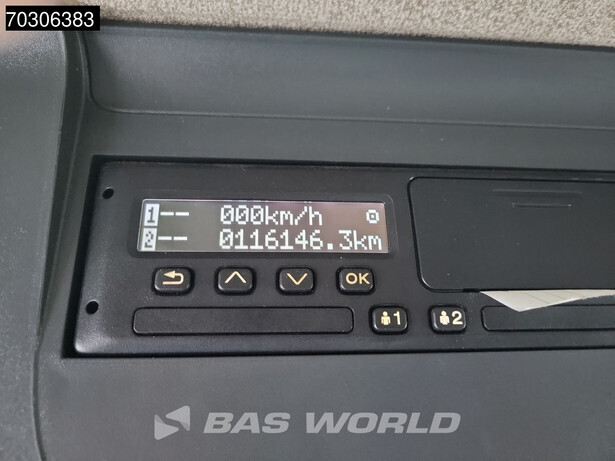 70306383
1 -- 000km/h
2 -- 0116146.3km
OK
1
2
BAS WORLD